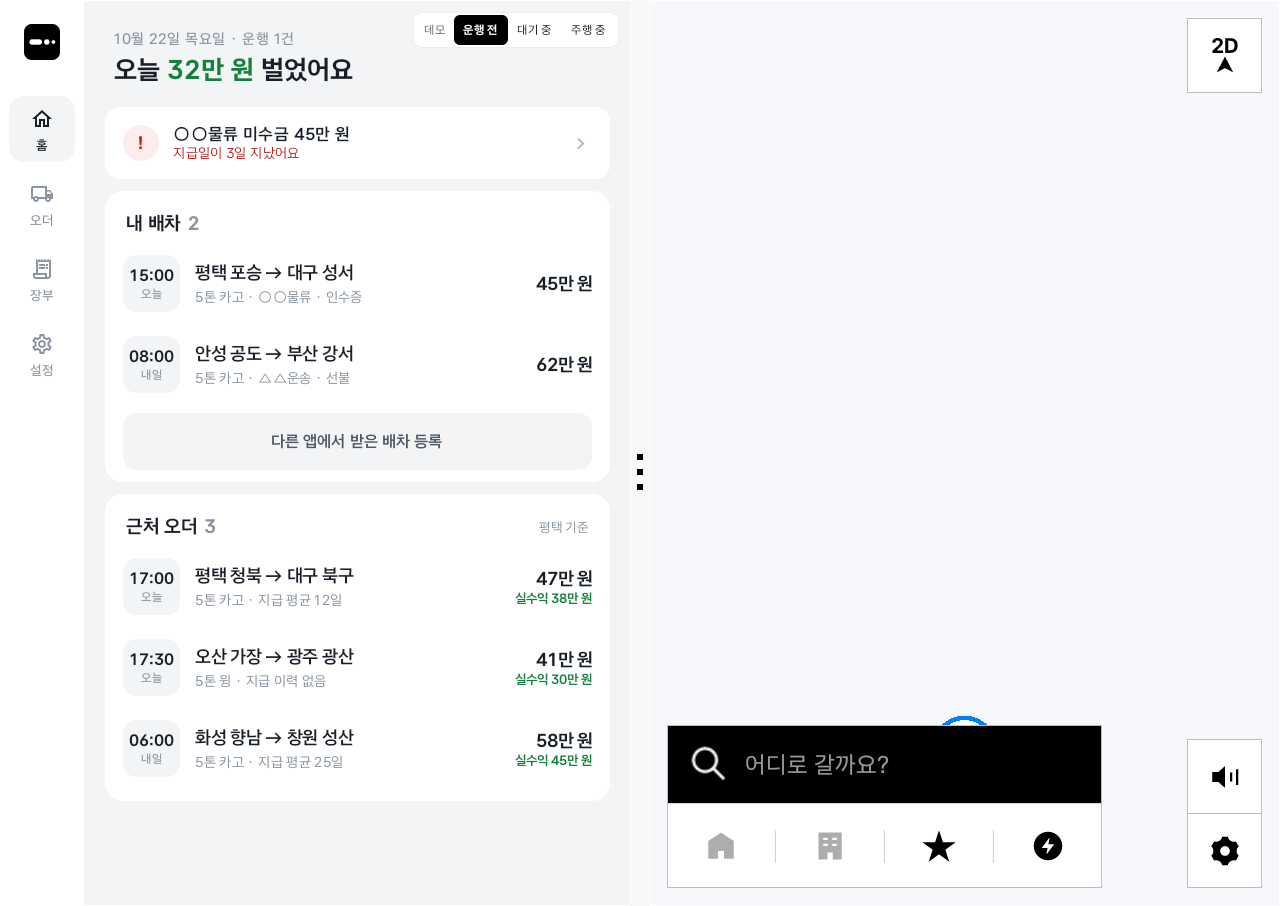 10월 22일 목요일 · 운행 1건
오늘 32만 원 벌었어요
데모 운행 전 대기 중 주행 중
홈
오더
장부
설정
!
○○물류 미수금 45만 원
지급일이 3일 지났어요
내 배차 2
15:00
오늘
평택 포승 → 대구 성서
5톤 카고 · ○○물류 · 인수증
45만 원
08:00
내일
안성 공도 → 부산 강서
5톤 카고 · △△운송 · 선불
62만 원
다른 앱에서 받은 배차 등록
근처 오더 3
평택 기준
17:00
오늘
평택 청북 → 대구 북구
5톤 카고 · 지급 평균 12일
47만 원
실수익 38만 원
17:30
오늘
오산 가장 → 광주 광산
5톤 윙 · 지급 이력 없음
41만 원
실수익 30만 원
06:00
내일
화성 향남 → 창원 성산
5톤 카고 · 지급 평균 25일
58만 원
실수익 45만 원
2D
어디로 갈까요?